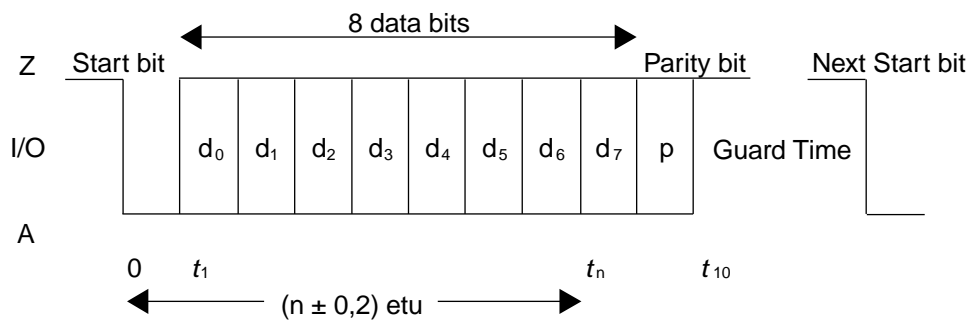 8 data bits
Z Start bit Parity bit Next Start bit
I/O d0 d1 d2 d3 d4 d5 d6 d7 p Guard Time
A
0 t1 tn t10
(n ± 0,2) etu